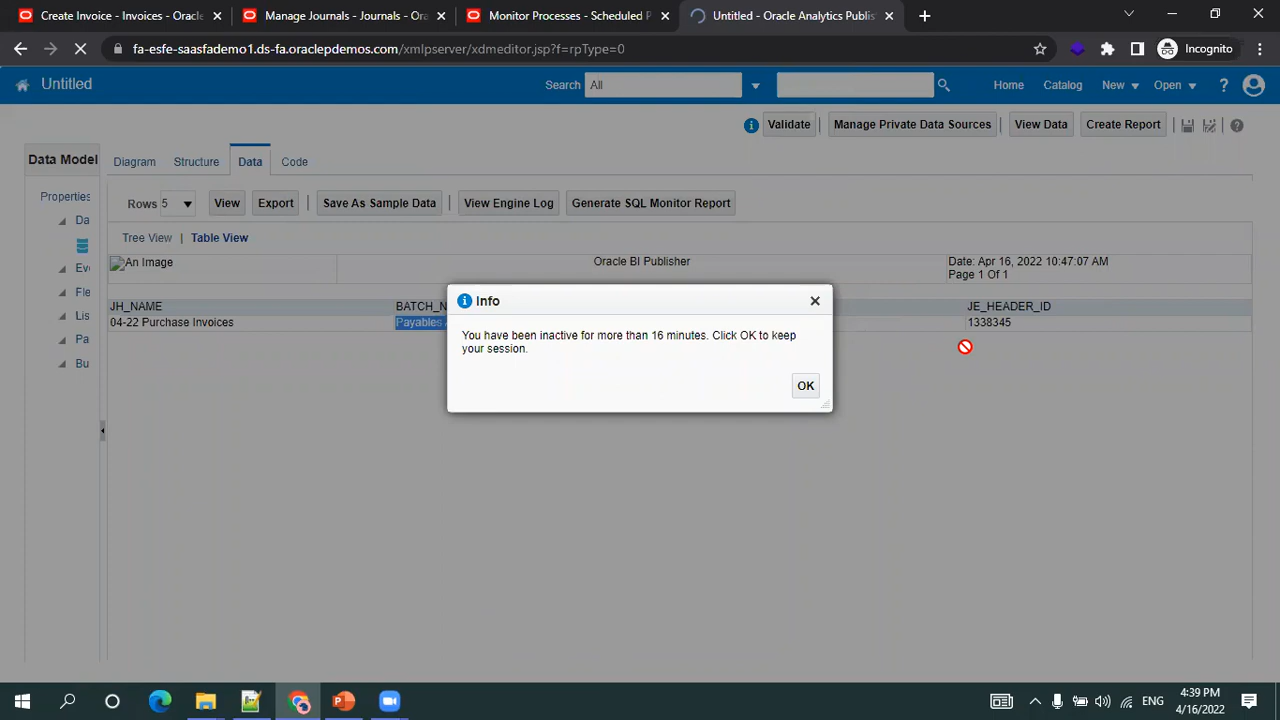 Create Invoice - Invoices - Oracle
Manage Journals - Journals - Ora
Monitor Processes - Scheduled P
Untitled - Oracle Analytics Publis
fa-esfe-saasfademo1.ds-fa.oraclepdemos.com/xmlpserver/xdmeditor.jsp?f=rpType=0
Incognito
Untitled
Search All
Home Catalog New Open ?
Validate | Manage Private Data Sources | View Data Create Report
Data Model
Diagram Structure Data Code
Properties
Da
Eve
Fle
Lis
Pa
Bu
Rows 5 View Export | Save As Sample Data | View Engine Log Generate SQL Monitor Report
Tree View | Table View
An Image
Oracle BI Publisher
Date: Apr 16, 2022 10:47:07 AM
Page 1 Of 1
JH_NAME BATCH_N JE_HEADER_ID
04-22 Purchase Invoices Payables 1338345
Info
You have been inactive for more than 16 minutes. Click OK to keep
your session.
OK
ENG
4:39 PM
4/16/2022